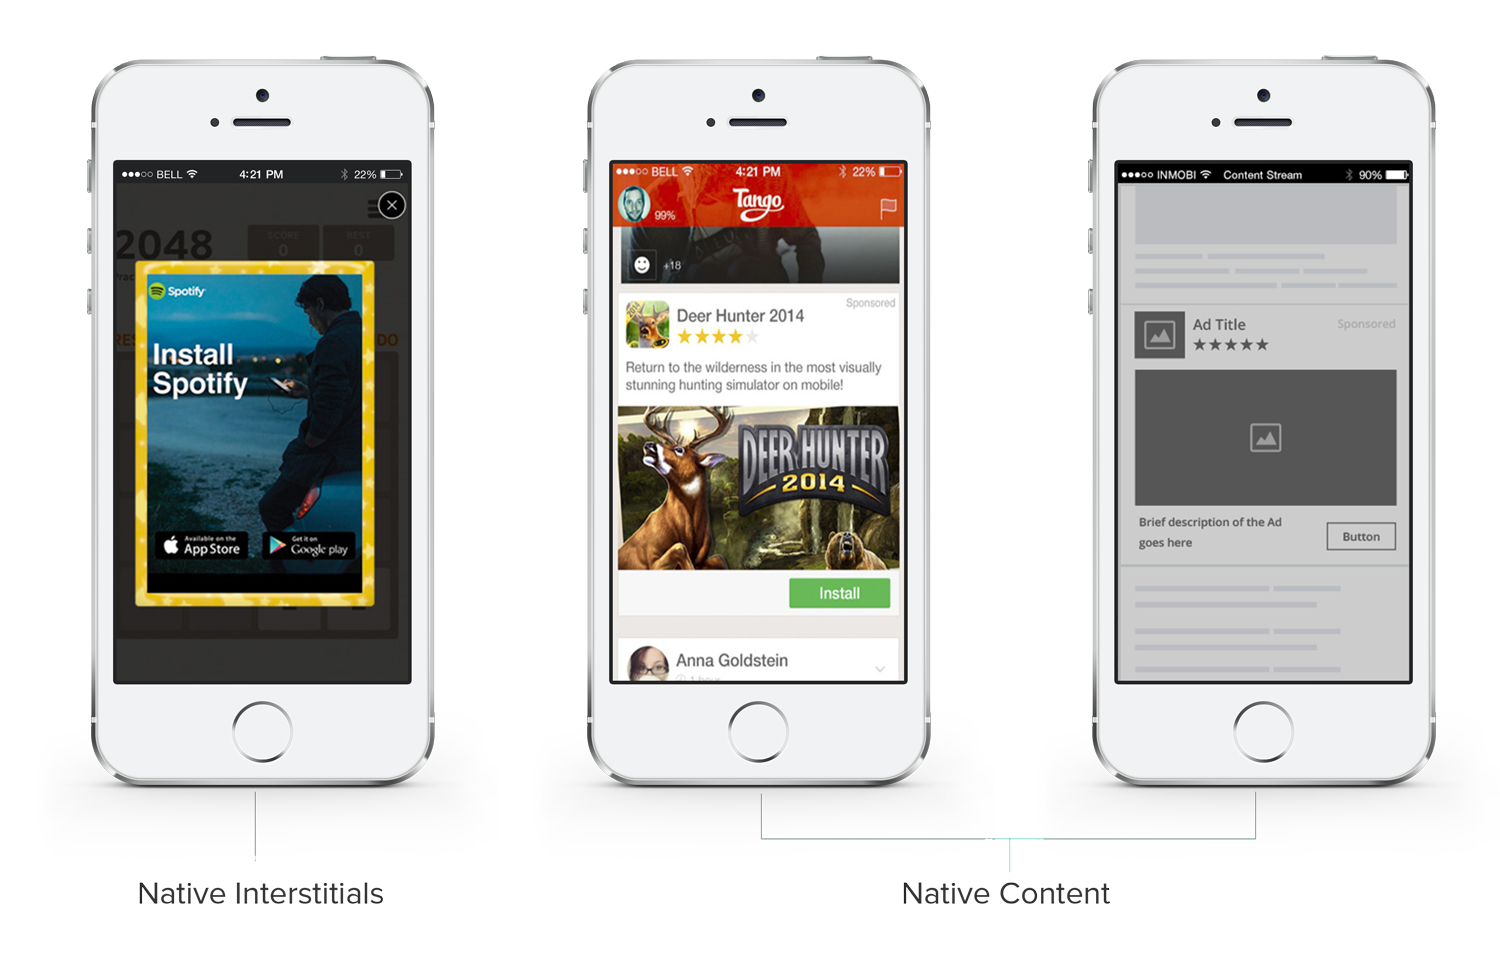 BELL 4:21 PM 22%
2048
SCORE BEST
0 0
Spotify
Install
Spotify
Available on the
App Store
Get it on
Google play
Native Interstitials
BELL 4:21 PM 22%
99%
Tango
+18
Sponsored
Deer Hunter 2014
2014
Return to the wilderness in the most visually
stunning hunting simulator on mobile!
DEER HUNTER
2014
Install
Anna Goldstein
1 hour
INMOBI Content Stream 90%
Ad Title
Sponsored
Brief description of the Ad
goes here
Button
Native Content